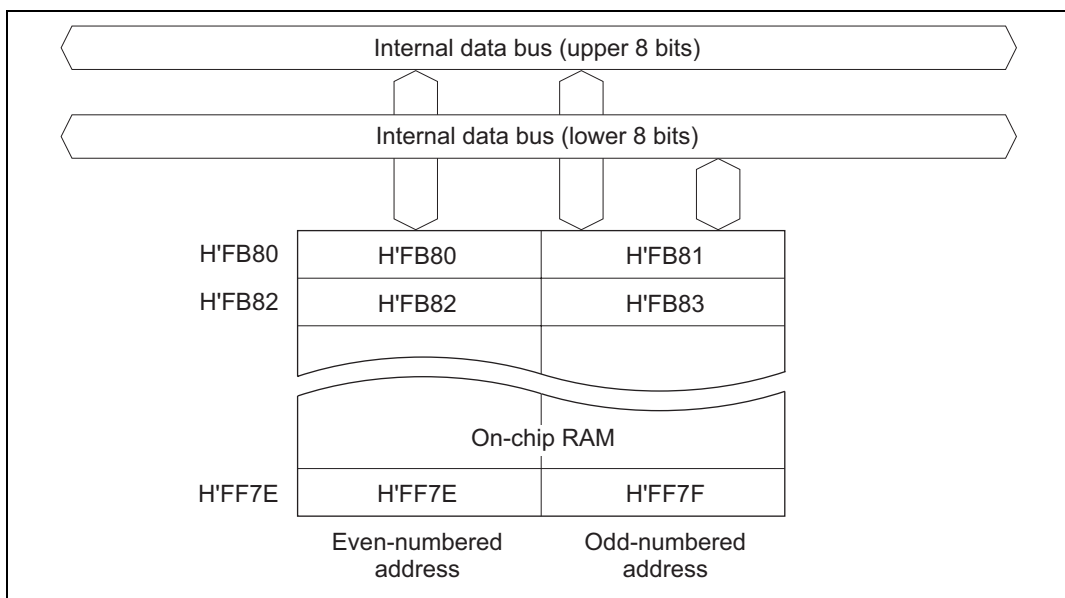 Internal data bus (upper 8 bits)
Internal data bus (lower 8 bits)
H'FB80 H'FB80 H'FB81
H'FB82 H'FB82 H'FB83
On-chip RAM
H'FF7E H'FF7E H'FF7F
Even-numbered Odd-numbered
address address